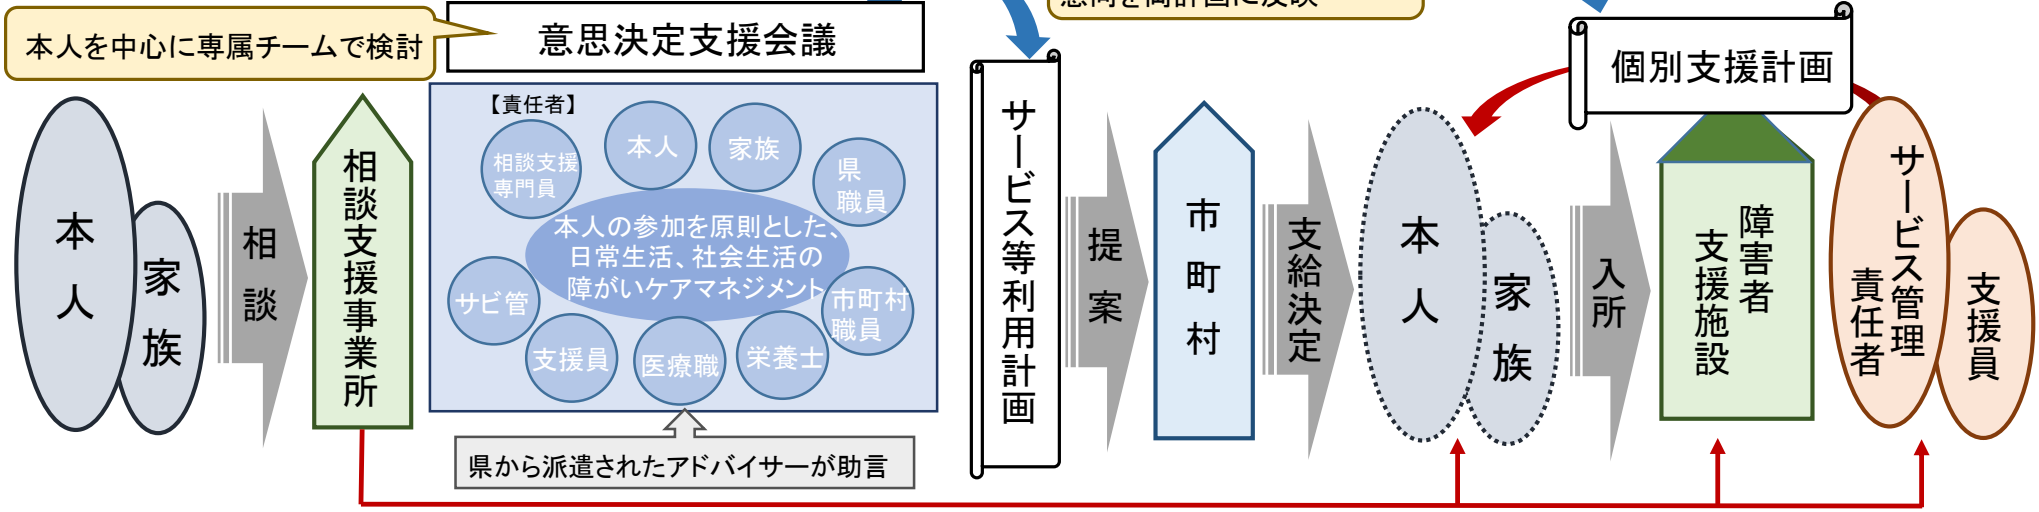 本人を中心に専属チームで検討
意思決定支援会議
個別支援計画
本人
家族
相談
相談支援事業所
【責任者】
相談支援
専門員
本人
家族
県
職員
本人の参加を原則とした、
日常生活、社会生活の
障がいケアマネジメント
サビ管
支援員
医療職
栄養士
市町村
職員
県から派遣されたアドバイザーが助言
サービス等利用計画
提案
市町村
支給決定
本人
家族
入所
障害者
支援施設
サービス管理
責任者
支援員